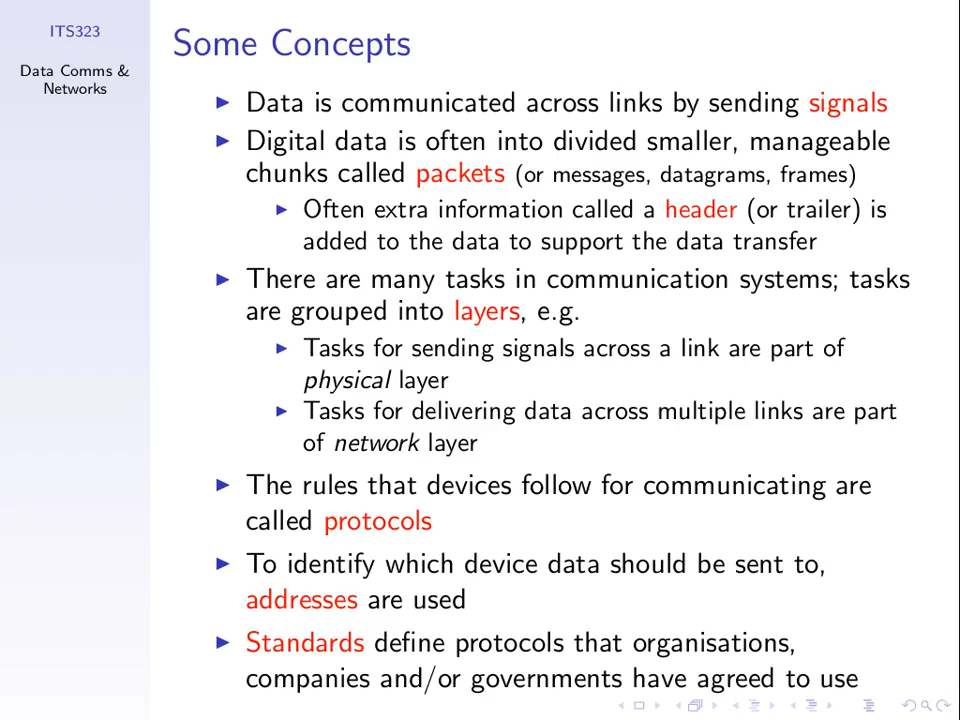 ITS323
Data Comms &
Networks
Some Concepts
Data is communicated across links by sending signals
Digital data is often into divided smaller, manageable
chunks called packets (or messages, datagrams, frames)
Often extra information called a header (or trailer) is
added to the data to support the data transfer
There are many tasks in communication systems; tasks
are grouped into layers, e.g.
Tasks for sending signals across a link are part of
physical layer
Tasks for delivering data across multiple links are part
of network layer
The rules that devices follow for communicating are
called protocols
To identify which device data should be sent to,
addresses are used
Standards define protocols that organisations,
companies and/or governments have agreed to use